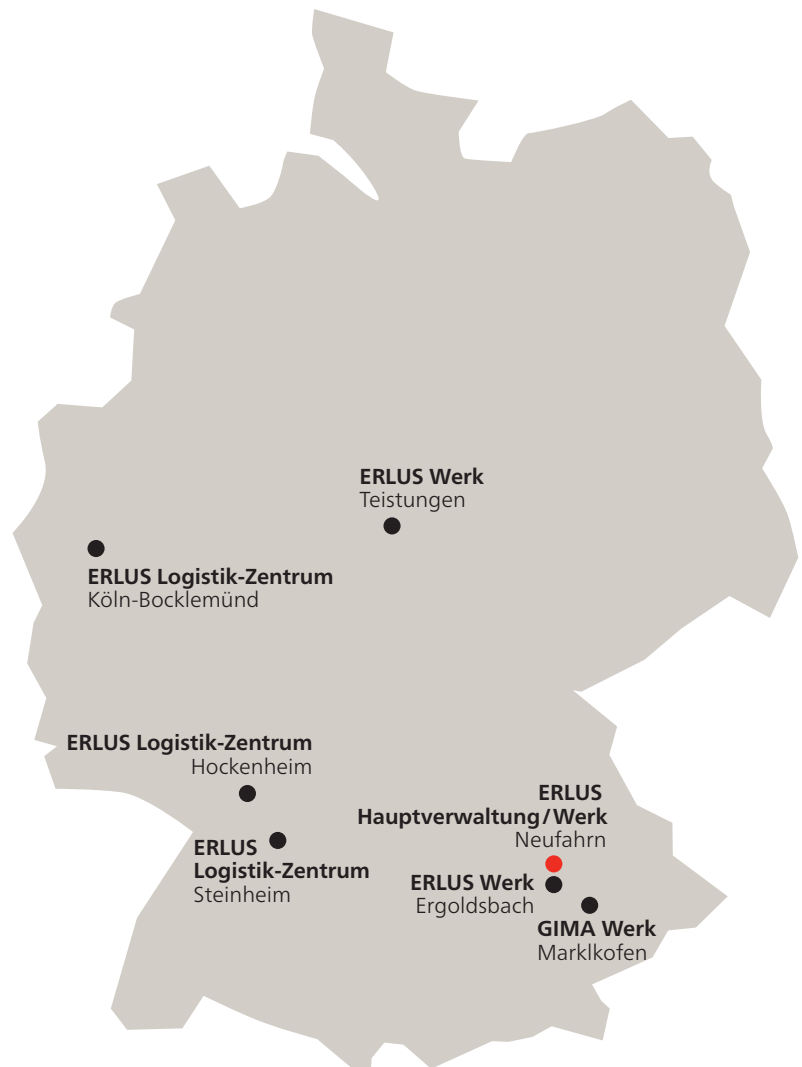 ERLUS Werk
Teistungen
ERLUS Logistik-Zentrum
Köln-Bocklemünd
ERLUS Logistik-Zentrum
Hockenheim
ERLUS
Logistik-Zentrum
Steinheim
ERLUS
Hauptverwaltung/Werk
Neufahrn
ERLUS Werk
Ergoldsbach
GIMA Werk
Marklkofen